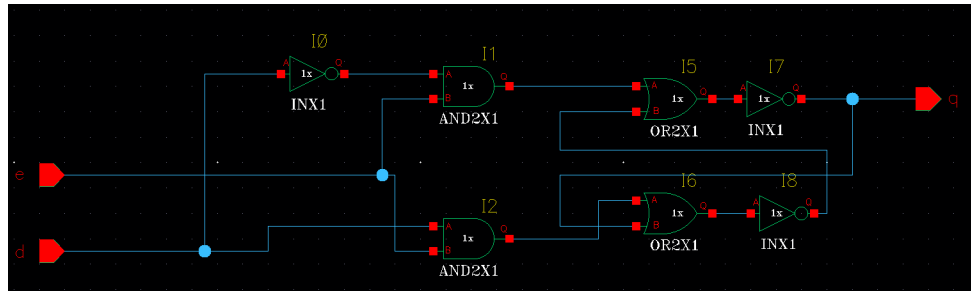 I0
A
1x
Q
INX1
I1
A
B
1x
Q
AND2X1
I5
A
B
1x
Q
OR2X1
I7
A
1x
Q
INX1
q
e
d
I2
A
B
1x
Q
AND2X1
I6
A
B
1x
Q
OR2X1
I8
A
1x
Q
INX1